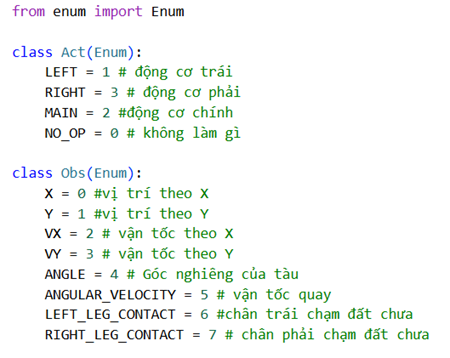 from enum import Enum
class Act(Enum):
LEFT = 1 # động cơ trái
RIGHT = 3 # động cơ phải
MAIN = 2 #động cơ chính
NO_OP = 0 # không làm gì
class Obs(Enum):
X = 0 #vị trí theo X
Y = 1 #vị trí theo Y
VX = 2 # vận tốc theo X
VY = 3 # vận tốc theo Y
ANGLE = 4 # Góc nghiêng của tàu
ANGULAR_VELOCITY = 5 # vận tốc quay
LEFT_LEG_CONTACT = 6 #chân trái chạm đất chưa
RIGHT_LEG_CONTACT = 7 # chân phải chạm đất chưa